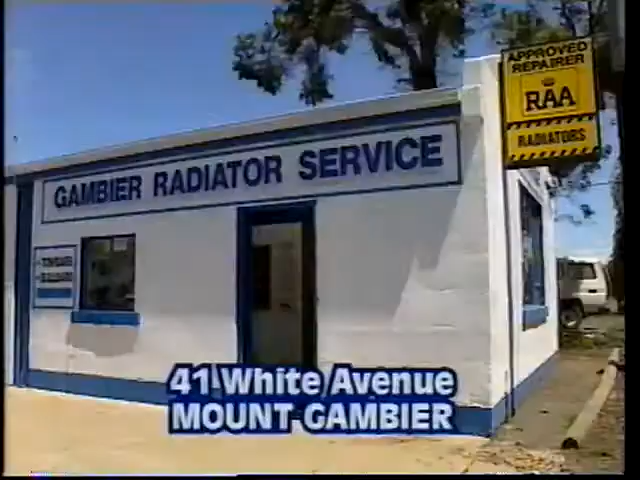 APPROVED
REPAIRER
RAA
RADIATORS
GAMBIER RADIATOR SERVICE
41 White Avenue
MOUNT GAMBIER